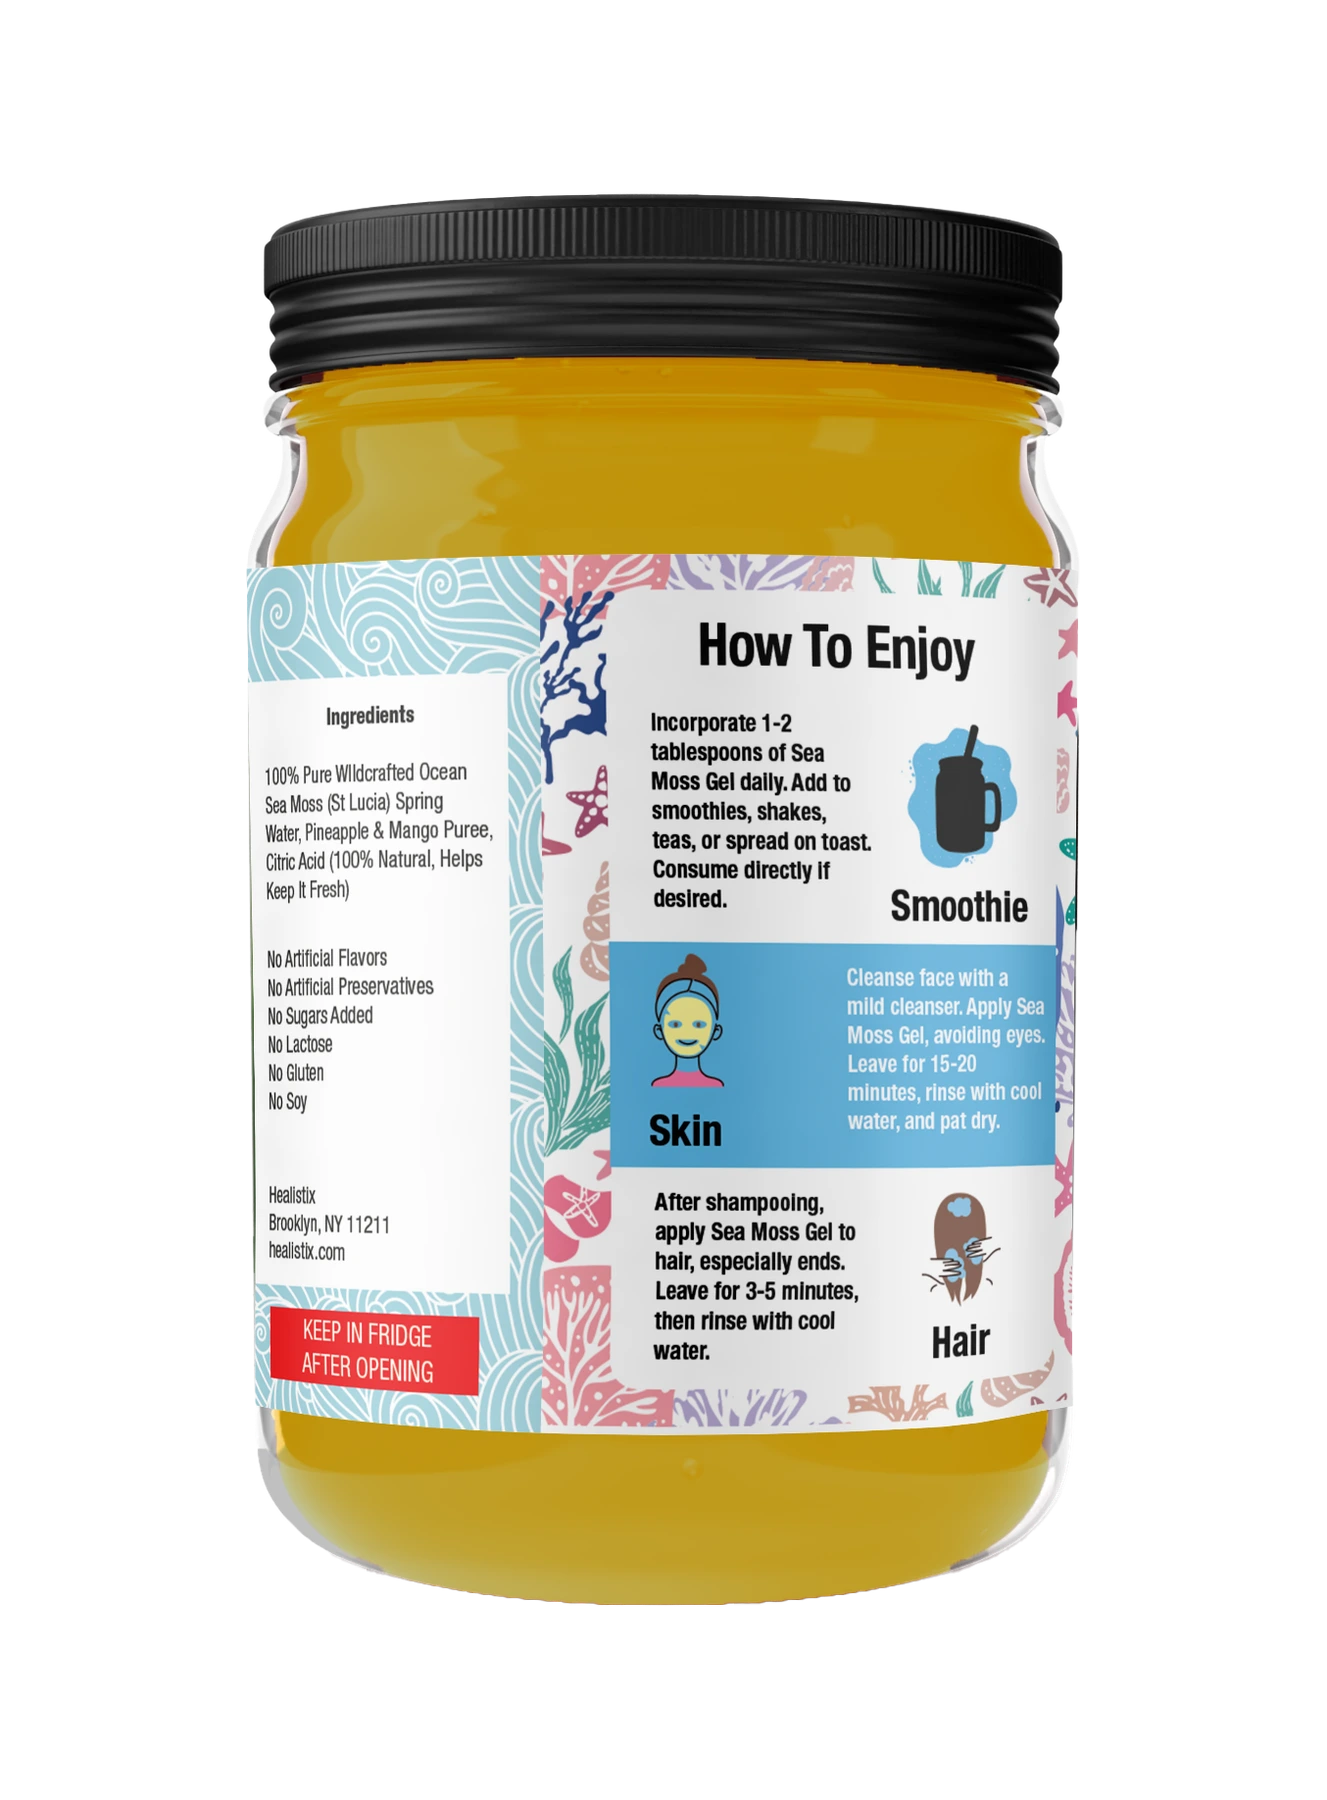 Ingredients
100% Pure WIldcrafted Ocean
Sea Moss (St Lucia) Spring
Water, Pineapple & Mango Puree,
Citric Acid (100% Natural, Helps
Keep It Fresh)
No Artificial Flavors
No Artificial Preservatives
No Sugars Added
No Lactose
No Gluten
No Soy
Healistix
Brooklyn, NY 11211
healistix.com
KEEP IN FRIDGE
AFTER OPENING
How To Enjoy
Incorporate 1-2
tablespoons of Sea
Moss Gel daily. Add to
smoothies, shakes,
teas, or spread on toast.
Consume directly if
desired.
Smoothie
Skin
Cleanse face with a
mild cleanser. Apply Sea
Moss Gel, avoiding eyes.
Leave for 15-20
minutes, rinse with cool
water, and pat dry.
After shampooing,
apply Sea Moss Gel to
hair, especially ends.
Leave for 3-5 minutes,
then rinse with cool
water.
Hair